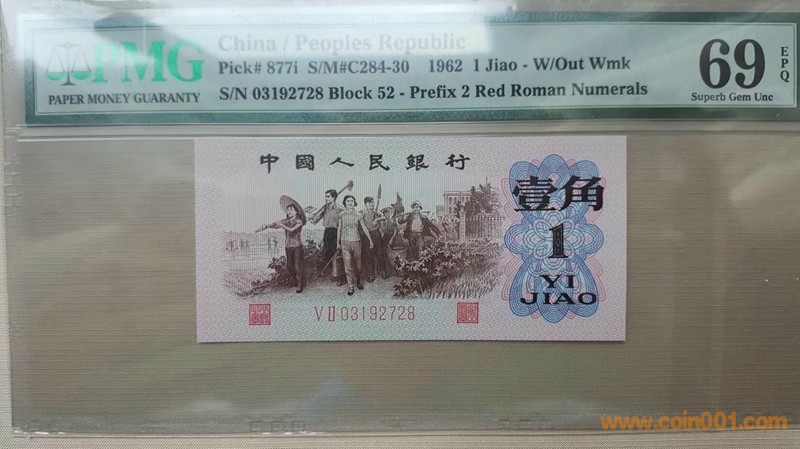 PMG
PAPER MONEY GUARANTY
China / Peoples Republic
Pick# 877i S/M#C284-30 1962 1 Jiao - W/Out Wmk
S/N 03192728 Block 52 - Prefix 2 Red Roman Numerals
69
EPQ
Superb Gem Unc
中國人民銀行
壹角
1
YI
JIAO
V II 03192728
www.coin001.com